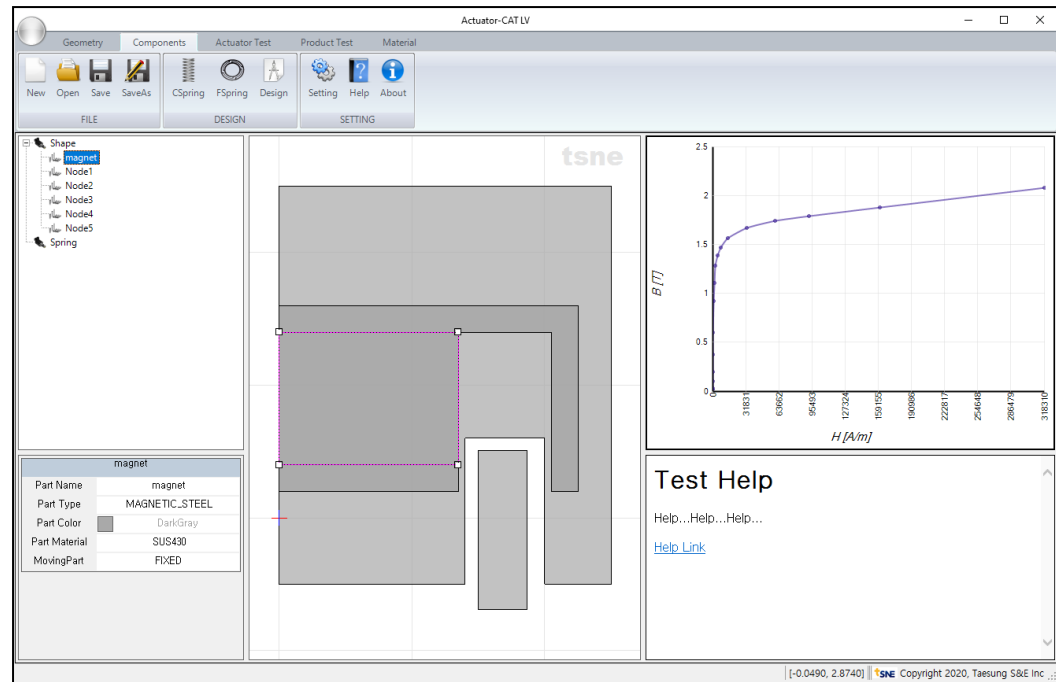 Actuator-CAT LV
Geometry Components Actuator Test Product Test Material
New Open Save SaveAs CSpring FSpring Design Setting Help About
FILE DESIGN SETTING
Shape
magnet
Node1
Node2
Node3
Node4
Node5
Spring
tsne
2.5
2
1.5
1
0.5
0
B [T]
0 31831 63662 95493 127324 159155 190986 222817 254648 286479 318310
H [A/m]
magnet
Part Name magnet
Part Type MAGNETIC_STEEL
Part Color DarkGray
Part Material SUS430
MovingPart FIXED
Test Help
Help...Help...Help...
Help Link
[-0.0490, 2.8740] TSNE Copyright 2020, Taesung S&E Inc